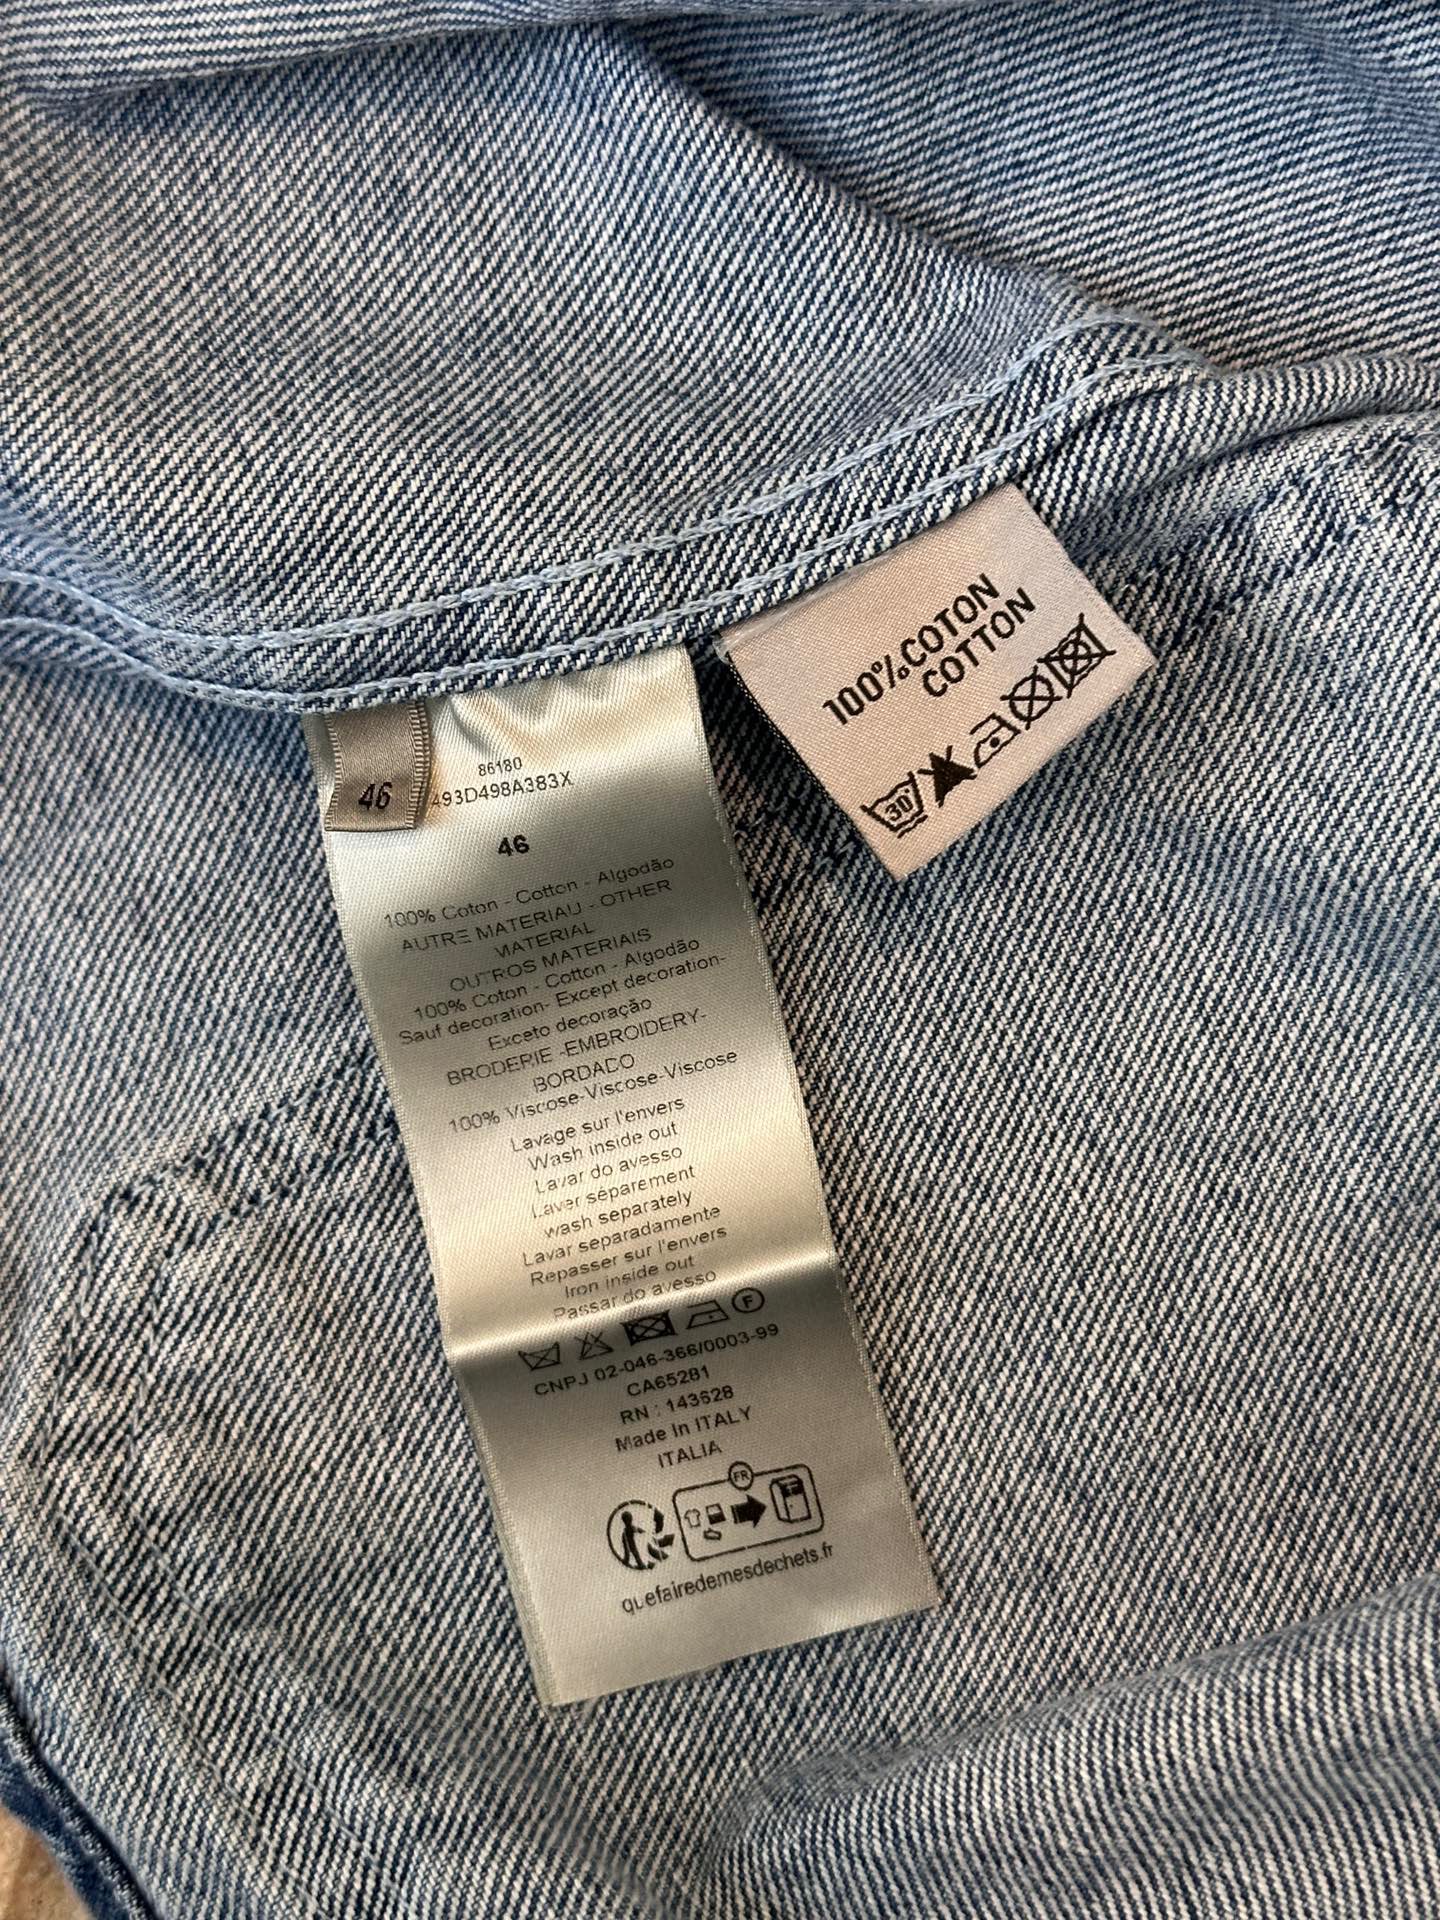 46
86180
493D498A383X
46
100% Coton - Cotton - Algodão
AUTRE MATERIAU - OTHER
MATERIAL
OUTROS MATERIAIS
100% Coton - Cotton - Algodão
Sauf decoration- Except decoration-
Exceto decoração
BRODERIE -EMBROIDERY-
BORDADO
100% Viscose-Viscose-Viscose
Lavage sur l'envers
Wash inside out
Lavar do avesso
Laver séparement
wash separately
Lavar separadamente
Repasser sur l'envers
Iron inside out
Passar do avesso
F
CNPJ 02-046-366/0003-99
CA65281
RN : 143628
Made In ITALY
ITALIA
FR
quefairedemesdechets.fr
100%COTON
COTTON
30°